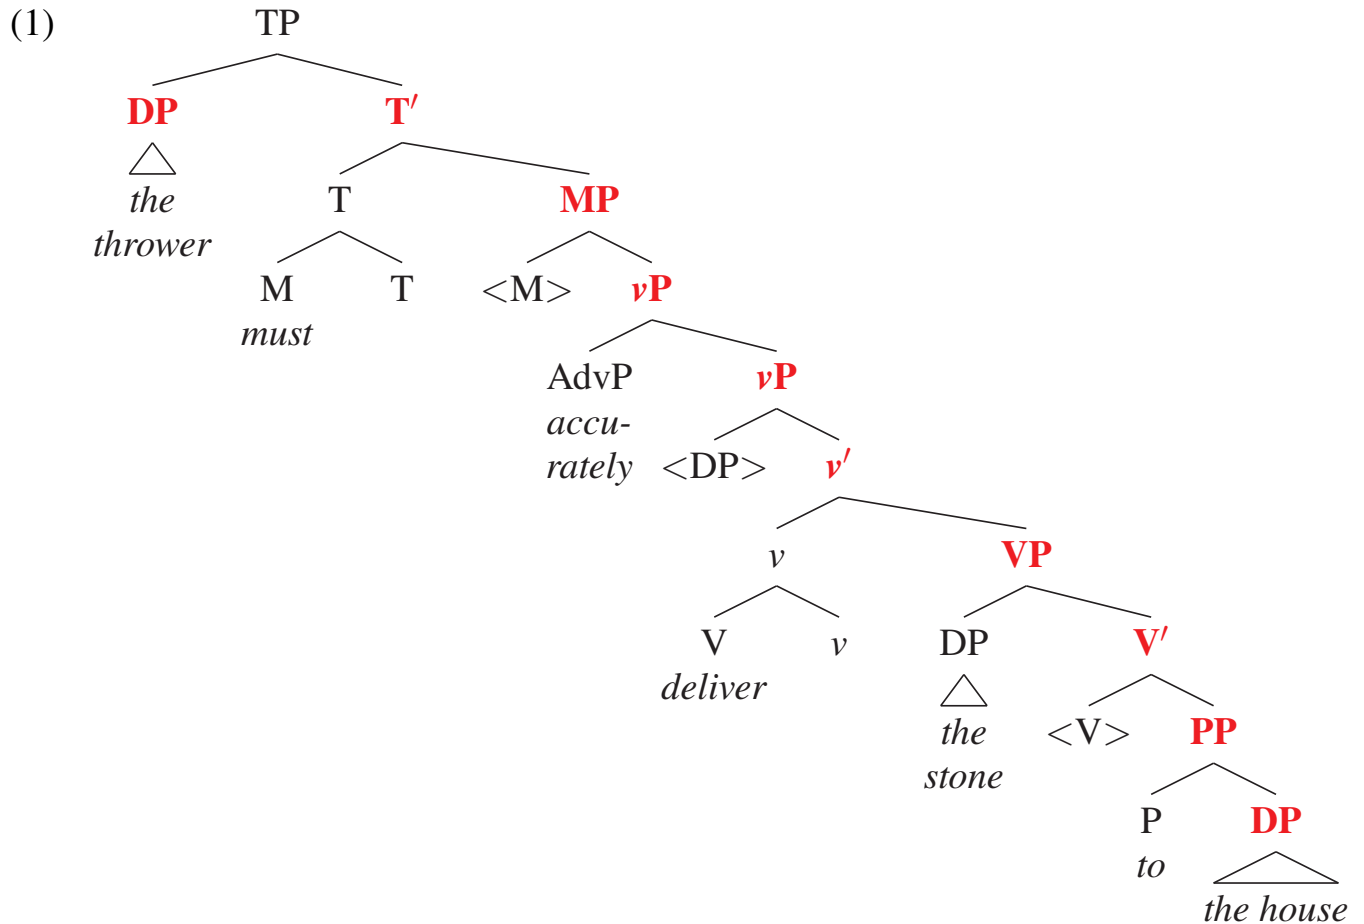 (1) TP
DP T′
the T MP
thrower
M T <M> vP
must
AdvP vP
accu-
rately <DP> v′
v VP
V v DP V′
deliver
the <V> PP
stone
P DP
to
the house